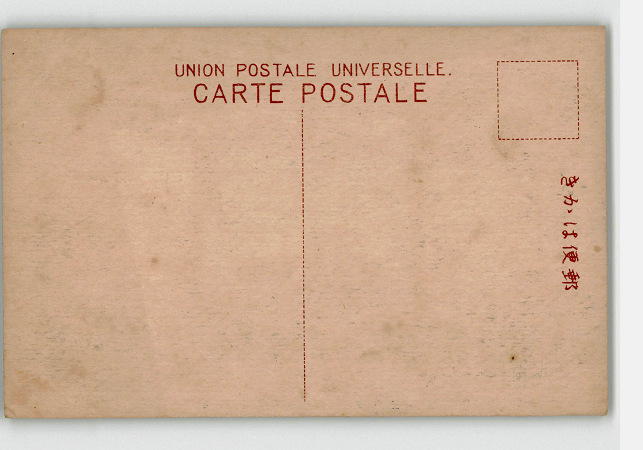 UNION POSTALE UNIVERSELLE.
CARTE POSTALE
きかは便郵